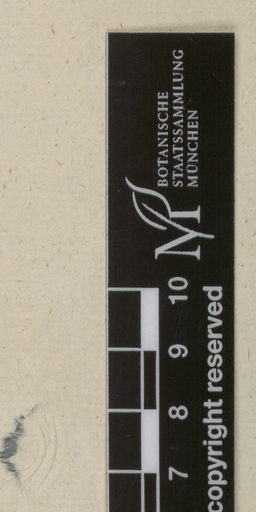 BOTANISCHE
STAATSSAMMLUNG
MÜNCHEN
M
10
9
8
7
copyright reserved